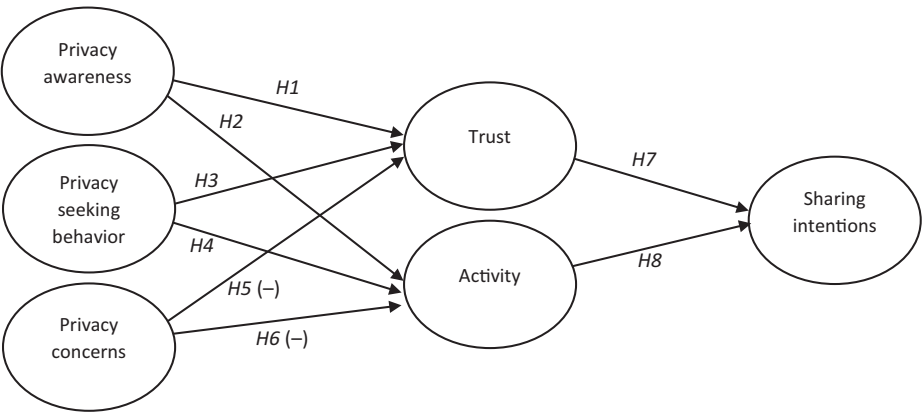 Privacy
awareness
H1
H2
Trust
Privacy
seeking
behavior
H3
H4
H7
Sharing
intentions
Activity
H8
Privacy
concerns
H5 (–)
H6 (–)